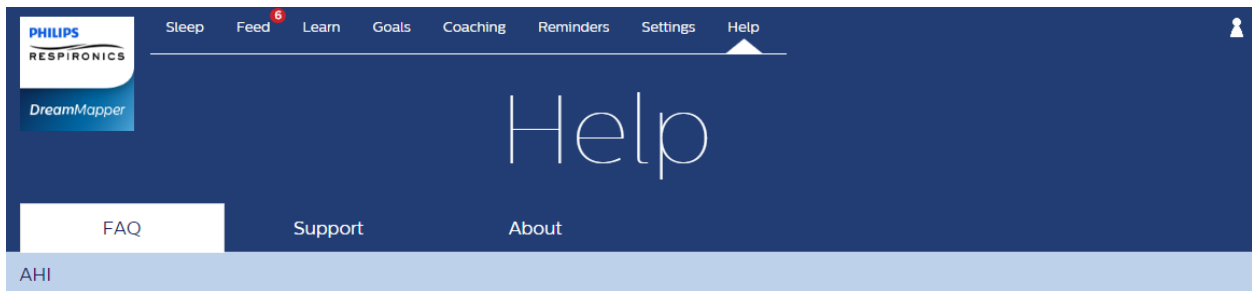 PHILIPS
RESPIRONICS
DreamMapper
Sleep Feed 6 Learn Goals Coaching Reminders Settings Help
Help
FAQ Support About
AHI